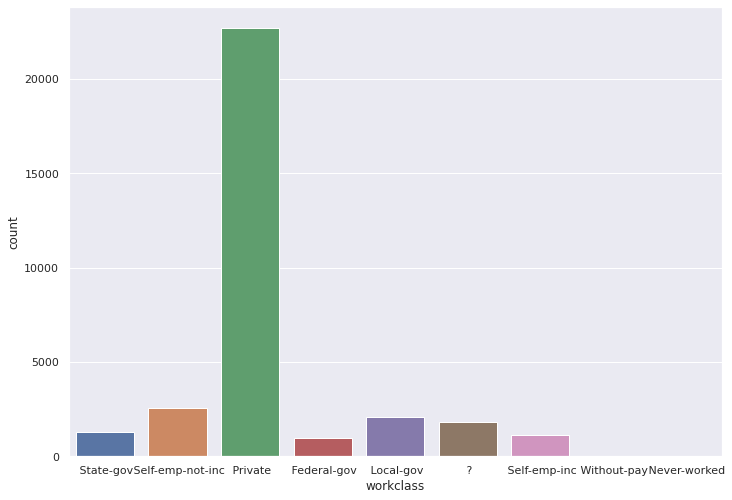 20000
15000
10000
5000
0
count
State-gov Self-emp-not-inc Private Federal-gov Local-gov ? Self-emp-inc Without-pay Never-worked
workclass